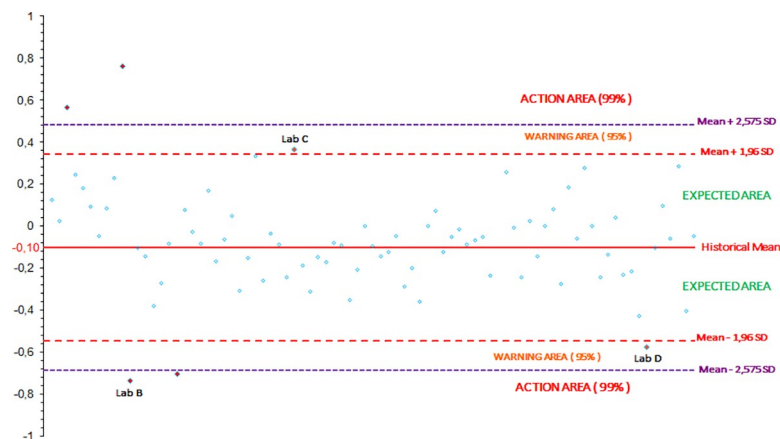 1
0,8
0,6
0,4
0,2
0
-0,10
-0,2
-0,4
-0,6
-0,8
-1
ACTION AREA (99%)
Mean + 2,575 SD
Lab C
WARNING AREA (95%)
Mean + 1,96 SD
EXPECTED AREA
Historical Mean
EXPECTED AREA
Mean – 1,96 SD
WARNING AREA (95%)
Lab D
Mean – 2,575 SD
Lab B
ACTION AREA (99%)